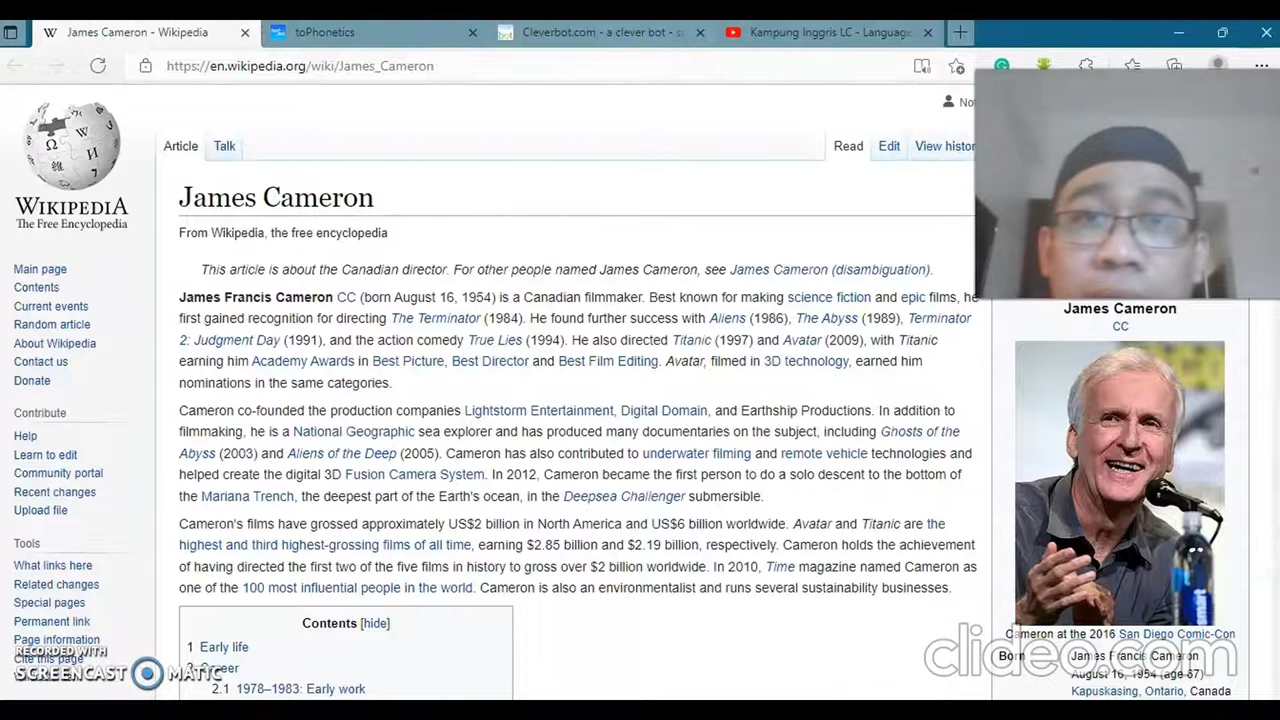 James Cameron - Wikipedia
toPhonetics
Cleverbot.com - a clever bot - s
Kampung Inggris LC - Language
https://en.wikipedia.org/wiki/James_Cameron
No
Article
Talk
Read
Edit
View histor
WIKIPEDIA
The Free Encyclopedia
Main page
Contents
Current events
Random article
About Wikipedia
Contact us
Donate
Contribute
Help
Learn to edit
Community portal
Recent changes
Upload file
Tools
What links here
Related changes
Special pages
Permanent link
Page information
Cite this page
RECORDED WITH
SCREENCAST MATIC
James Cameron
From Wikipedia, the free encyclopedia
This article is about the Canadian director. For other people named James Cameron, see James Cameron (disambiguation).
James Francis Cameron CC (born August 16, 1954) is a Canadian filmmaker. Best known for making science fiction and epic films, he
first gained recognition for directing The Terminator (1984). He found further success with Aliens (1986), The Abyss (1989), Terminator
2: Judgment Day (1991), and the action comedy True Lies (1994). He also directed Titanic (1997) and Avatar (2009), with Titanic
earning him Academy Awards in Best Picture, Best Director and Best Film Editing. Avatar, filmed in 3D technology, earned him
nominations in the same categories.
Cameron co-founded the production companies Lightstorm Entertainment, Digital Domain, and Earthship Productions. In addition to
filmmaking, he is a National Geographic sea explorer and has produced many documentaries on the subject, including Ghosts of the
Abyss (2003) and Aliens of the Deep (2005). Cameron has also contributed to underwater filming and remote vehicle technologies and
helped create the digital 3D Fusion Camera System. In 2012, Cameron became the first person to do a solo descent to the bottom of
the Mariana Trench, the deepest part of the Earth's ocean, in the Deepsea Challenger submersible.
Cameron's films have grossed approximately US$2 billion in North America and US$6 billion worldwide. Avatar and Titanic are the
highest and third highest-grossing films of all time, earning $2.85 billion and $2.19 billion, respectively. Cameron holds the achievement
of having directed the first two of the five films in history to gross over $2 billion worldwide. In 2010, Time magazine named Cameron as
one of the 100 most influential people in the world. Cameron is also an environmentalist and runs several sustainability businesses.
Contents [hide]
1 Early life
2 Career
2.1 1978–1983: Early work
James Cameron
CC
smart
Cameron at the 2016 San Diego Comic-Con
Born James Francis Cameron
August 16, 1954 (age 67)
Kapuskasing, Ontario, Canada
clideo.com